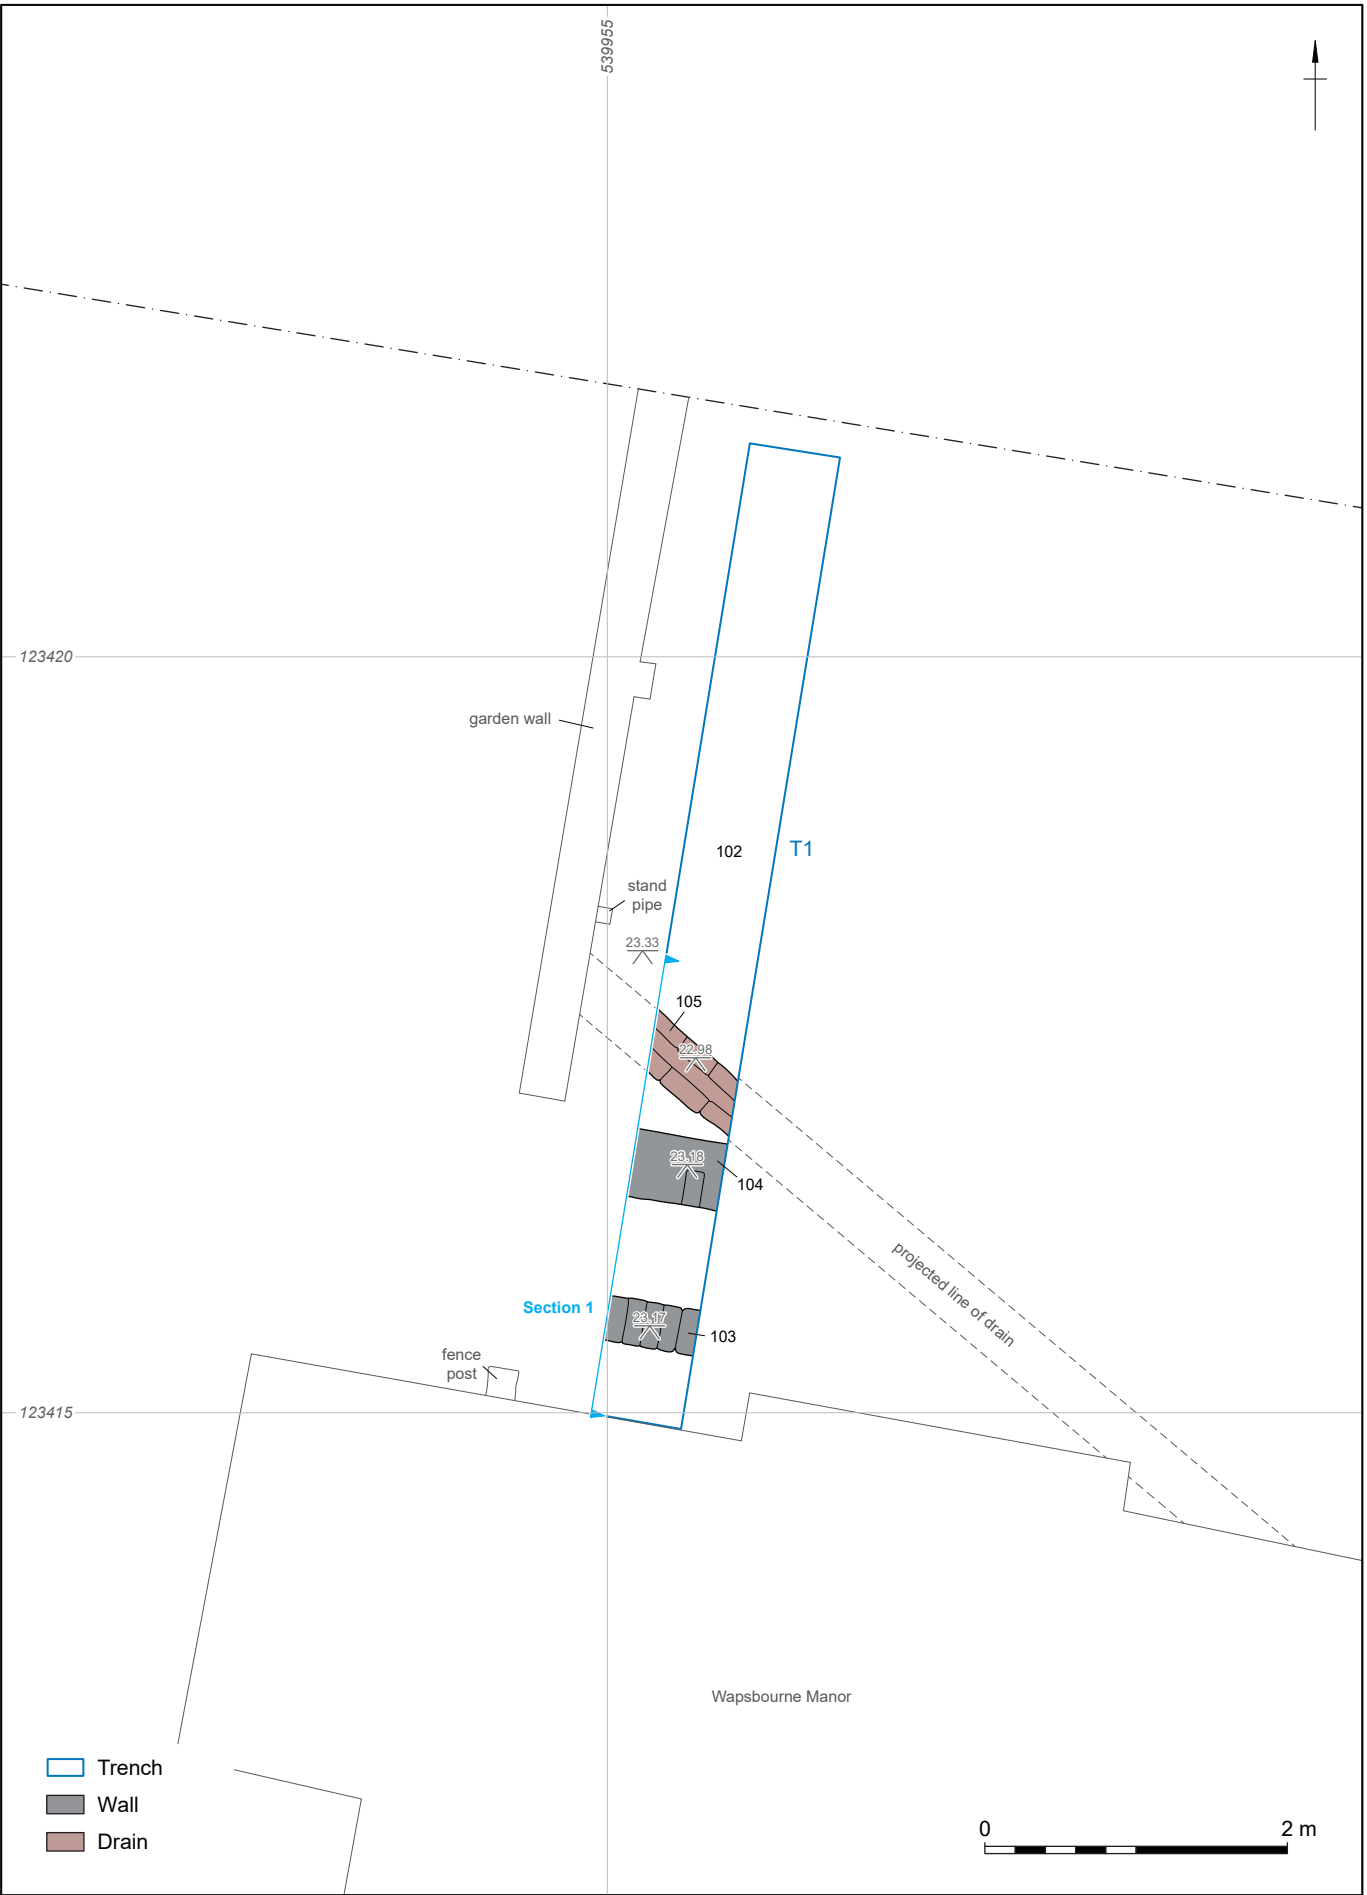 539955
123420
garden wall
102
T1
stand
pipe
23.33
105
22.98
23.18
104
projected line of drain
Section 1
23.17
103
fence
post
123415
Wapsbourne Manor
Trench
Wall
Drain
0
2 m